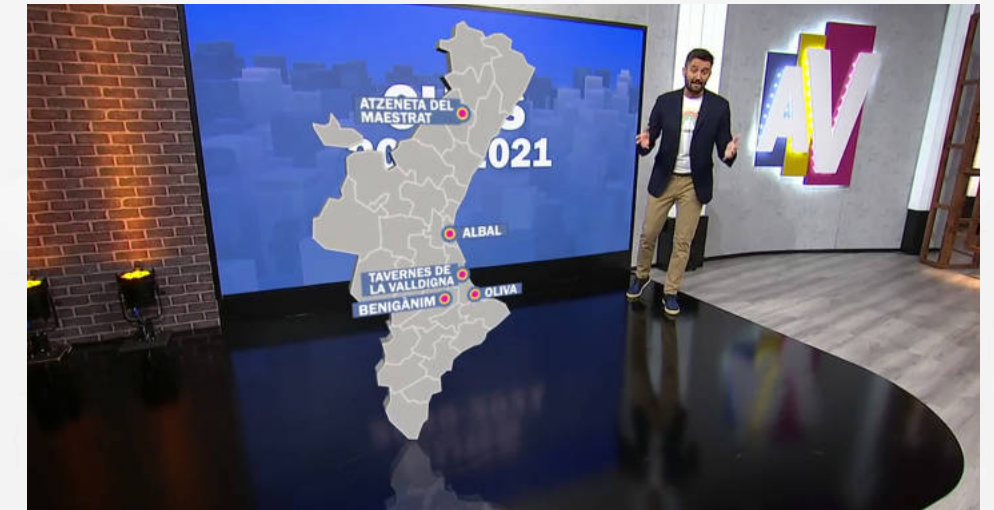 ATZENETA DEL
MAESTRAT
2021
ALBAL
TAVERNES DE
LA VALLDIGNA
OLIVA
BENIGÀNIM
AV